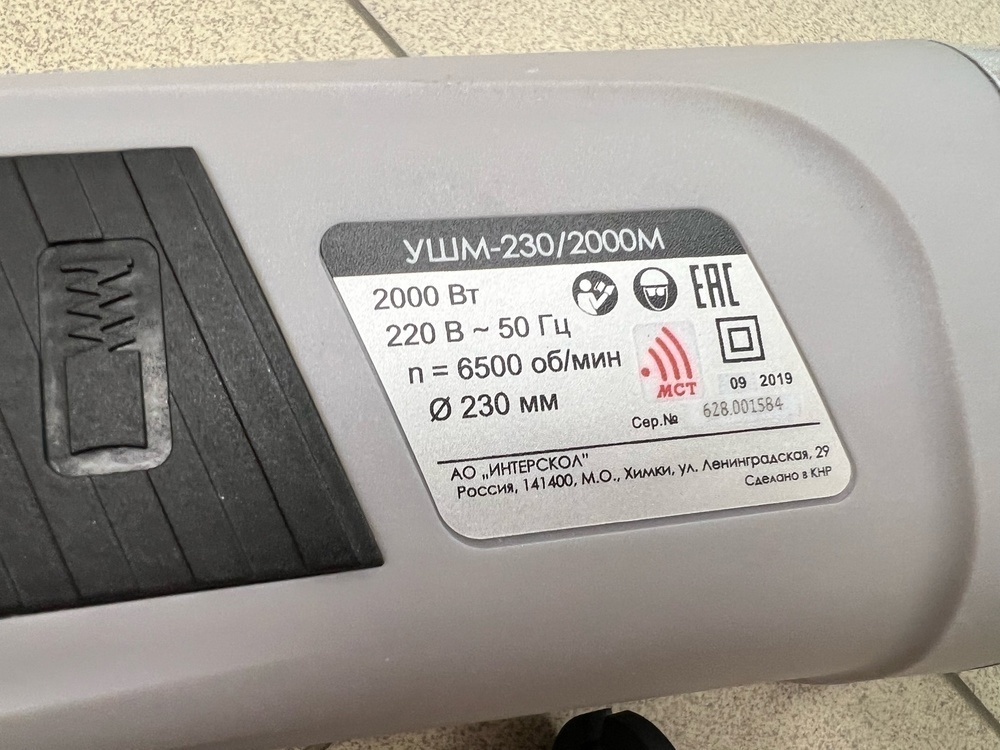 УШМ-230/2000М
2000 Вт
EAC
220 В ~ 50 Гц
n = 6500 об/мин
МСТ
09 2019
Ø 230 мм
Сер.№ 628.001584
АО „ИНТЕРСКОЛ"
Россия, 141400, М.О., Химки, ул. Ленинградская, 29
Сделано в КНР